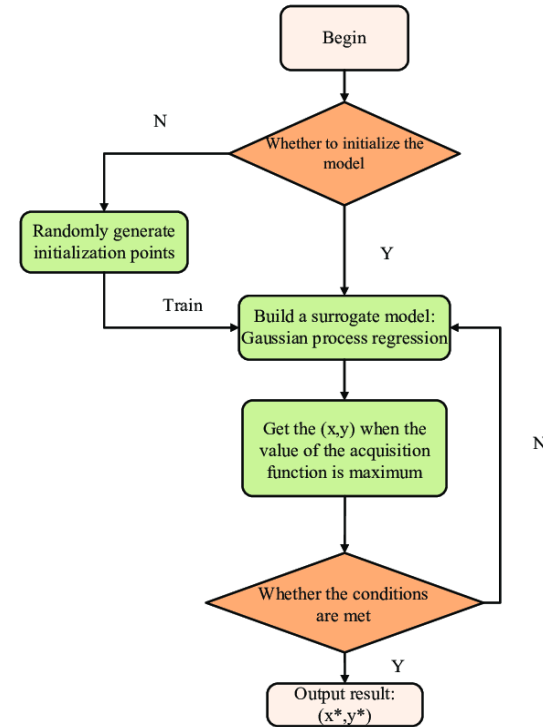 Begin
N
Whether to initialize the
model
Randomly generate
initialization points
Y
Train
Build a surrogate model:
Gaussian process regression
Get the (x,y) when the
value of the acquisition
function is maximum
N
Whether the conditions
are met
Y
Output result:
(x*,y*)